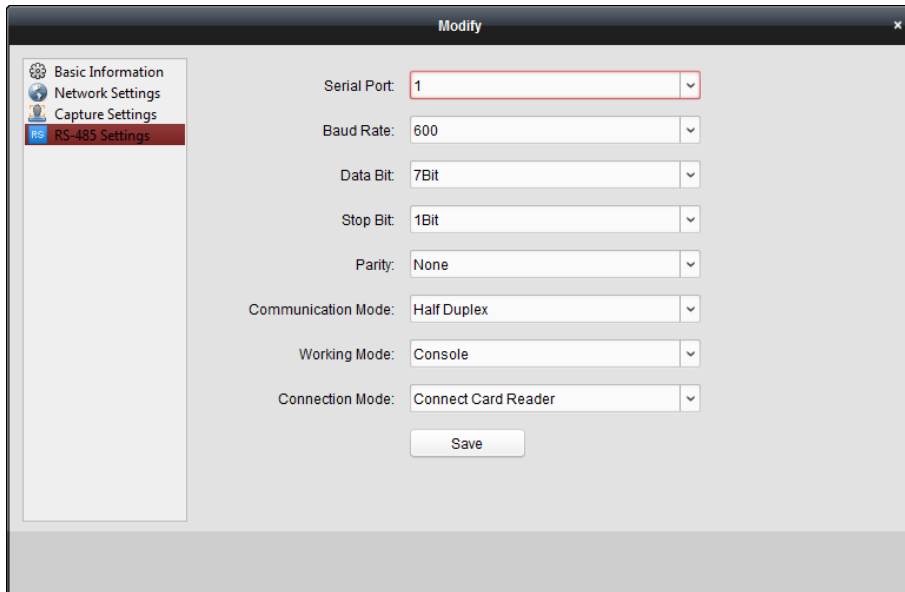 Modify
×
Basic Information
Network Settings
Capture Settings
RS RS-485 Settings
Serial Port: 1
Baud Rate: 600
Data Bit: 7Bit
Stop Bit: 1Bit
Parity: None
Communication Mode: Half Duplex
Working Mode: Console
Connection Mode: Connect Card Reader
Save